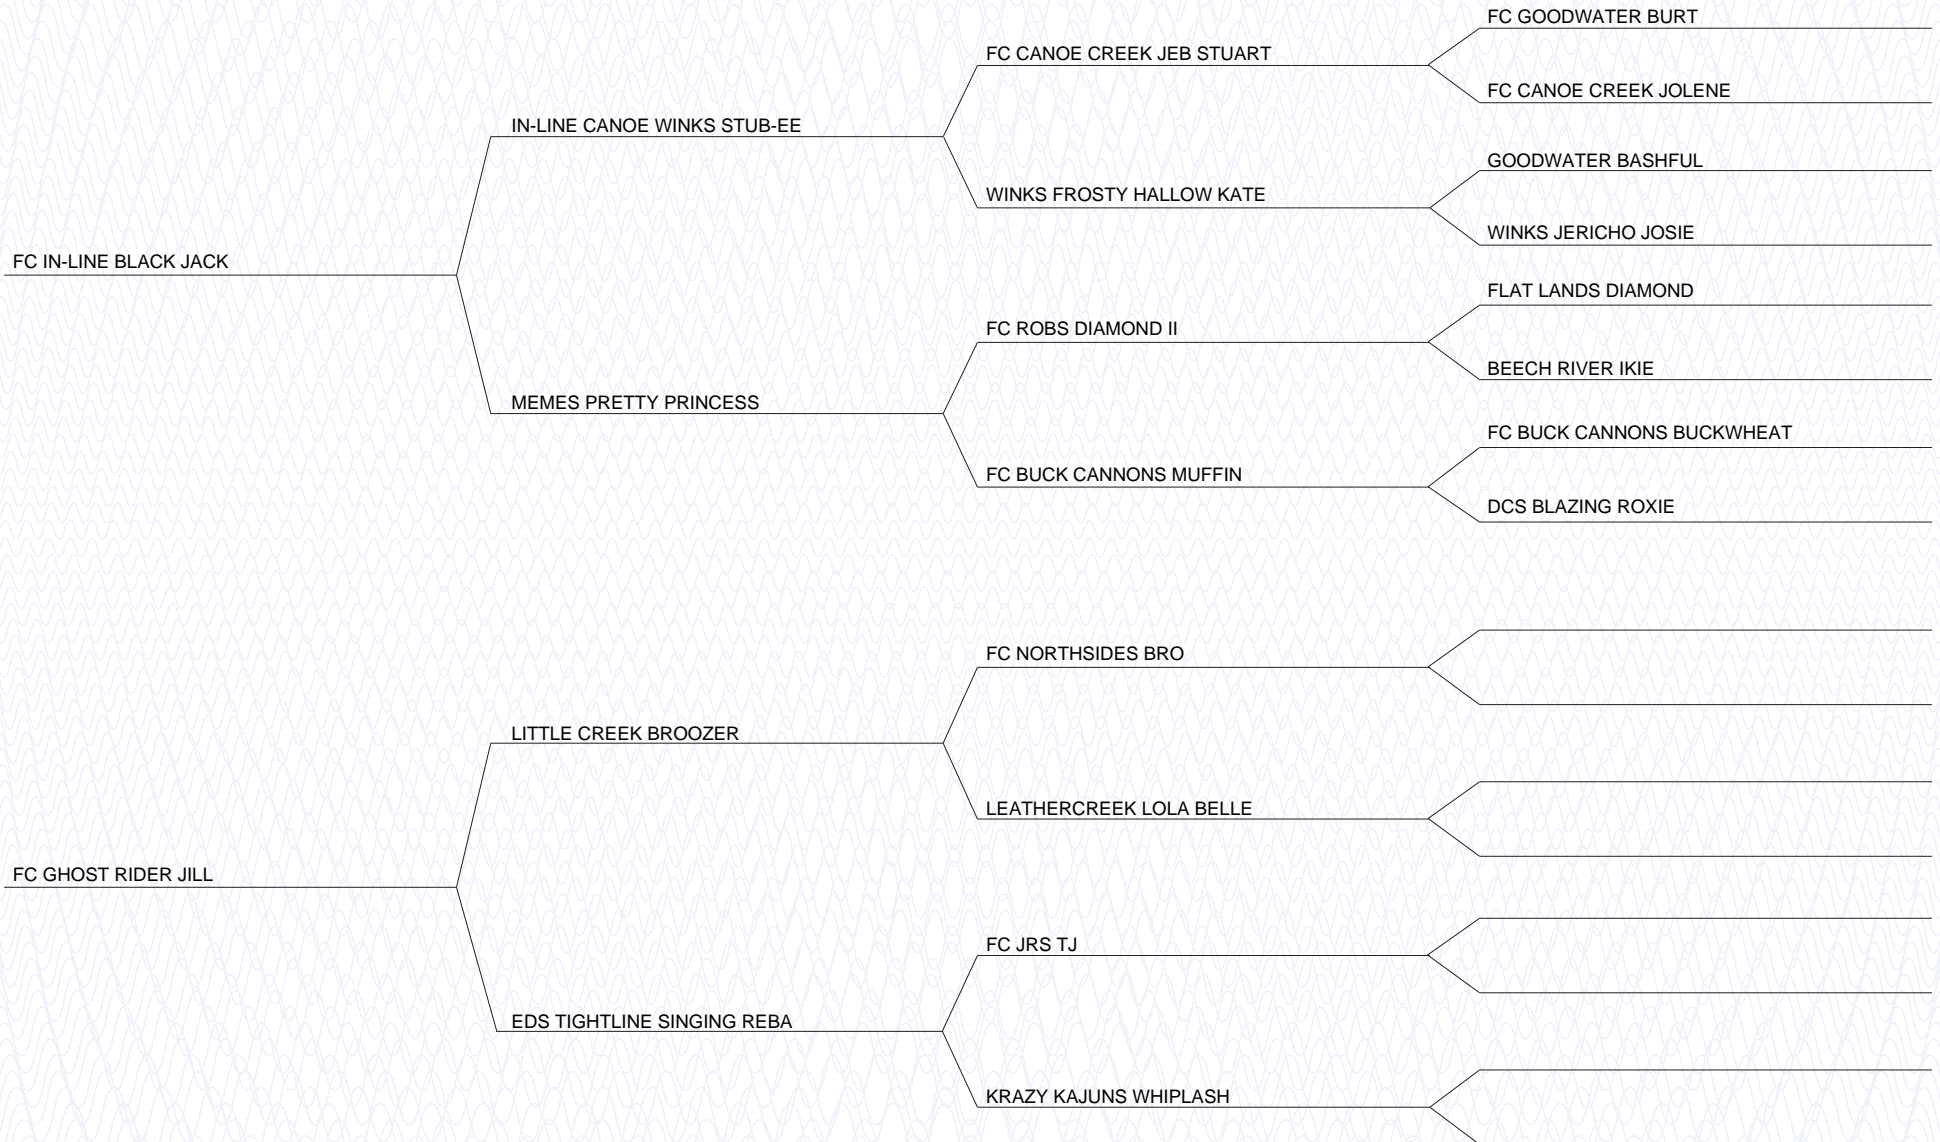 FC GOODWATER BURT
FC CANOE CREEK JEB STUART
FC CANOE CREEK JOLENE
IN-LINE CANOE WINKS STUB-EE
GOODWATER BASHFUL
WINKS FROSTY HALLOW KATE
WINKS JERICHO JOSIE
FC IN-LINE BLACK JACK
FLAT LANDS DIAMOND
FC ROBS DIAMOND II
BEECH RIVER IKIE
MEMES PRETTY PRINCESS
FC BUCK CANNONS BUCKWHEAT
FC BUCK CANNONS MUFFIN
DCS BLAZING ROXIE
FC NORTHSIDES BRO
LITTLE CREEK BROOZER
LEATHERCREEK LOLA BELLE
FC GHOST RIDER JILL
FC JRS TJ
EDS TIGHTLINE SINGING REBA
KRAZY KAJUNS WHIPLASH